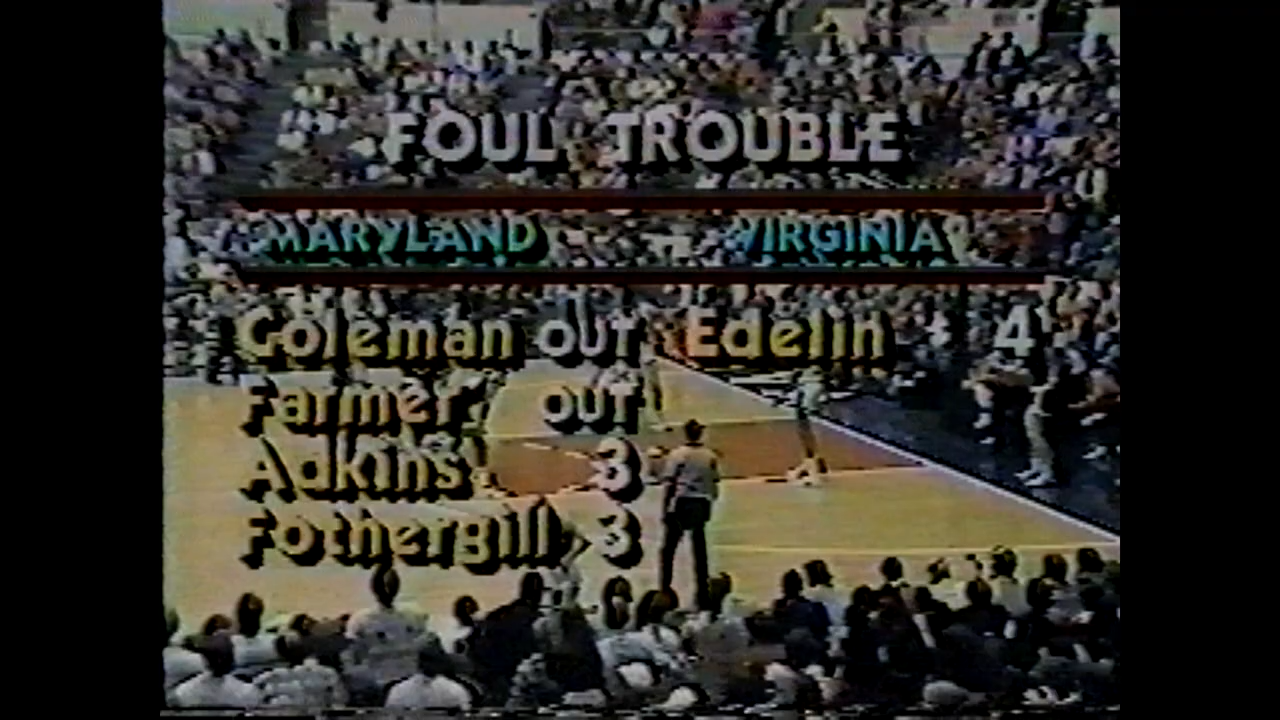 FOUL TROUBLE
MARYLAND VIRGINIA
Coleman out Edelin 4
Farmer out
Adkins 3
Fothergill 3